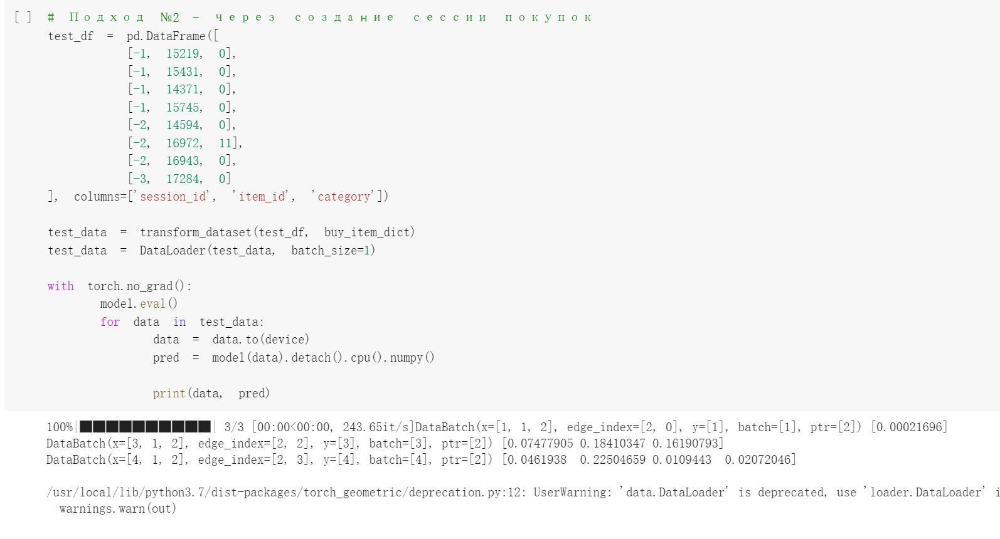 [ ] # Подход №2 - через создание сессии покупок
test_df = pd.DataFrame([
[-1, 15219, 0],
[-1, 15431, 0],
[-1, 14371, 0],
[-1, 15745, 0],
[-2, 14594, 0],
[-2, 16972, 11],
[-2, 16943, 0],
[-3, 17284, 0]
], columns=['session_id', 'item_id', 'category'])
test_data = transform_dataset(test_df, buy_item_dict)
test_data = DataLoader(test_data, batch_size=1)
with torch.no_grad():
model.eval()
for data in test_data:
data = data.to(device)
pred = model(data).detach().cpu().numpy()
print(data, pred)
100%|██████████| 3/3 [00:00<00:00, 243.65it/s]DataBatch(x=[1, 1, 2], edge_index=[2, 0], y=[1], batch=[1], ptr=[2]) [0.00021696]
DataBatch(x=[3, 1, 2], edge_index=[2, 2], y=[3], batch=[3], ptr=[2]) [0.07477905 0.18410347 0.16190793]
DataBatch(x=[4, 1, 2], edge_index=[2, 3], y=[4], batch=[4], ptr=[2]) [0.0461938 0.22504659 0.0109443 0.02072046]
/usr/local/lib/python3.7/dist-packages/torch_geometric/deprecation.py:12: UserWarning: 'data.DataLoader' is deprecated, use 'loader.DataLoader' i
warnings.warn(out)